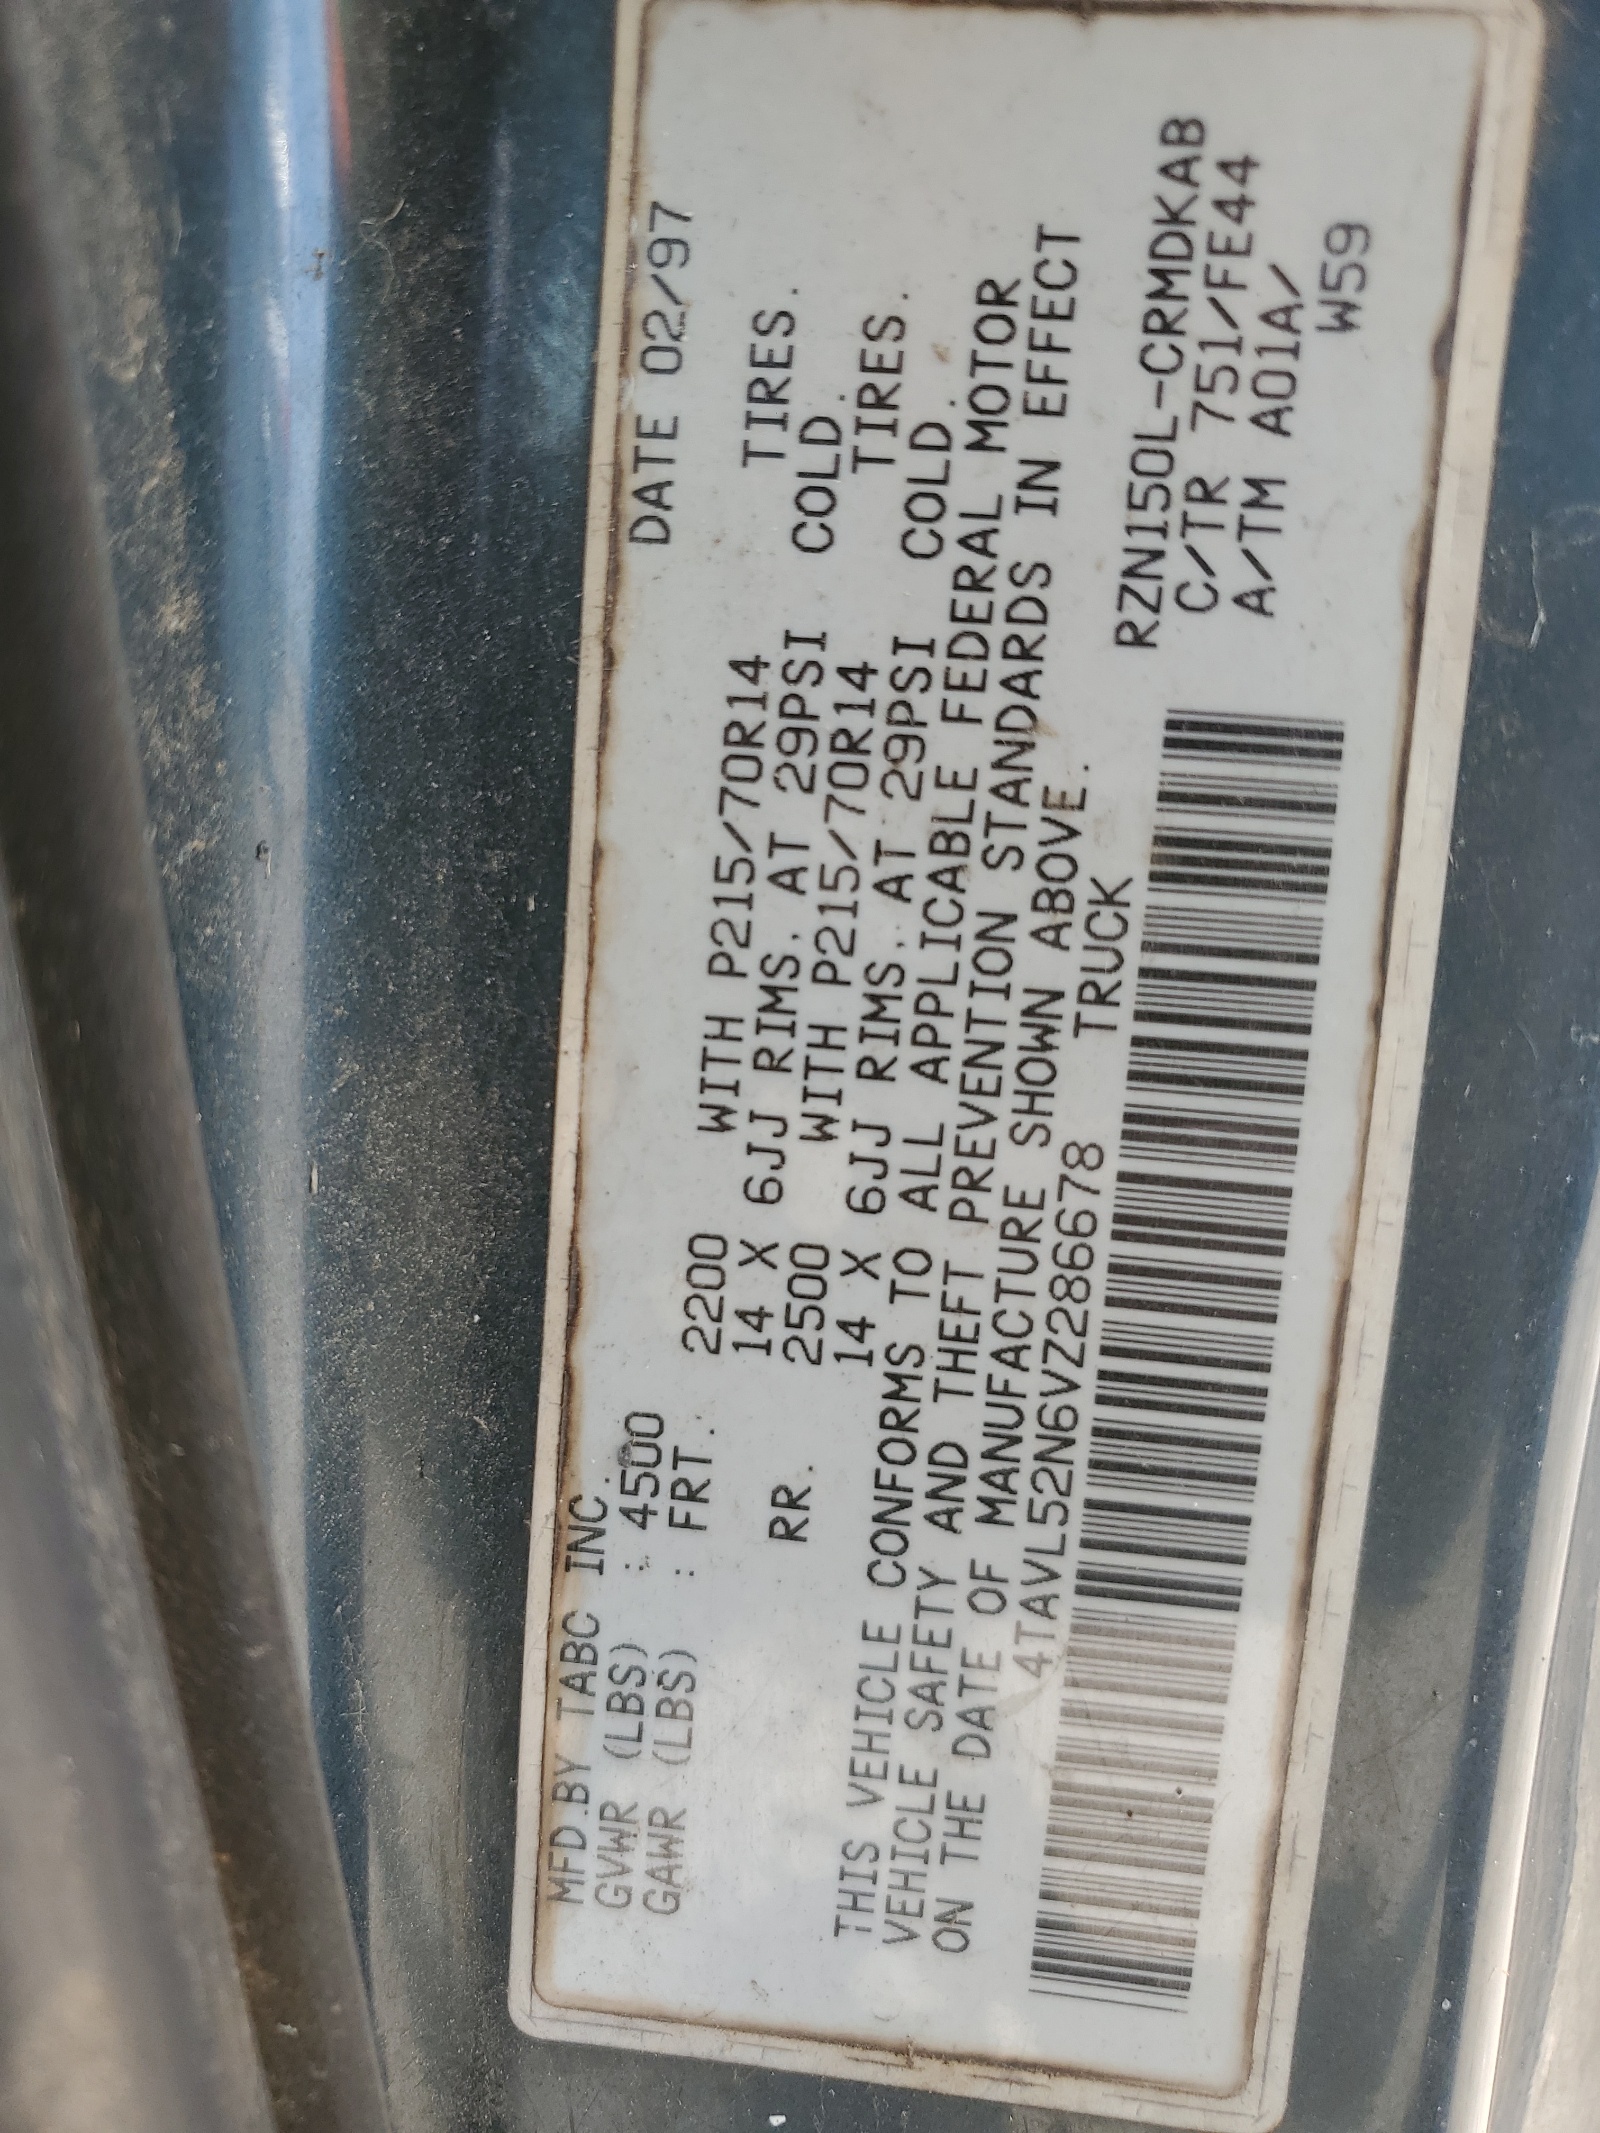 MFD.BY TABC INC. DATE 02/97
GVWR (LBS) : 4500
GAWR (LBS) : FRT. 2200 WITH P215/70R14 TIRES.
14 X 6JJ RIMS. AT 29PSI COLD.
RR. 2500 WITH P215/70R14 TIRES.
14 X 6JJ RIMS. AT 29PSI COLD.
THIS VEHICLE CONFORMS TO ALL APPLICABLE FEDERAL MOTOR
VEHICLE SAFETY AND THEFT PREVENTION STANDARDS IN EFFECT
ON THE DATE OF MANUFACTURE SHOWN ABOVE.
4TAVL52N6VZ286678 TRUCK
RZN150L-CRMDKAB
C/TR 751/FE44
A/TM A01A/
W59